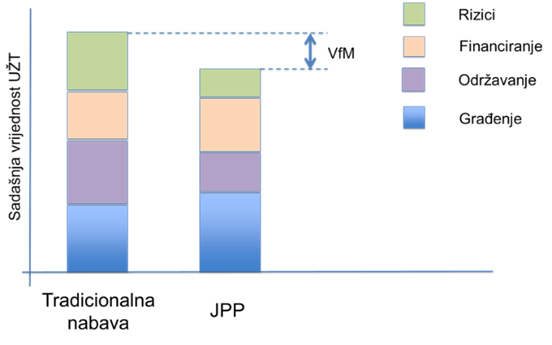 Sadašnja vrijednost UŽT
VfM
Rizici
Financiranje
Održavanje
Građenje
Tradicionalna
nabava
JPP